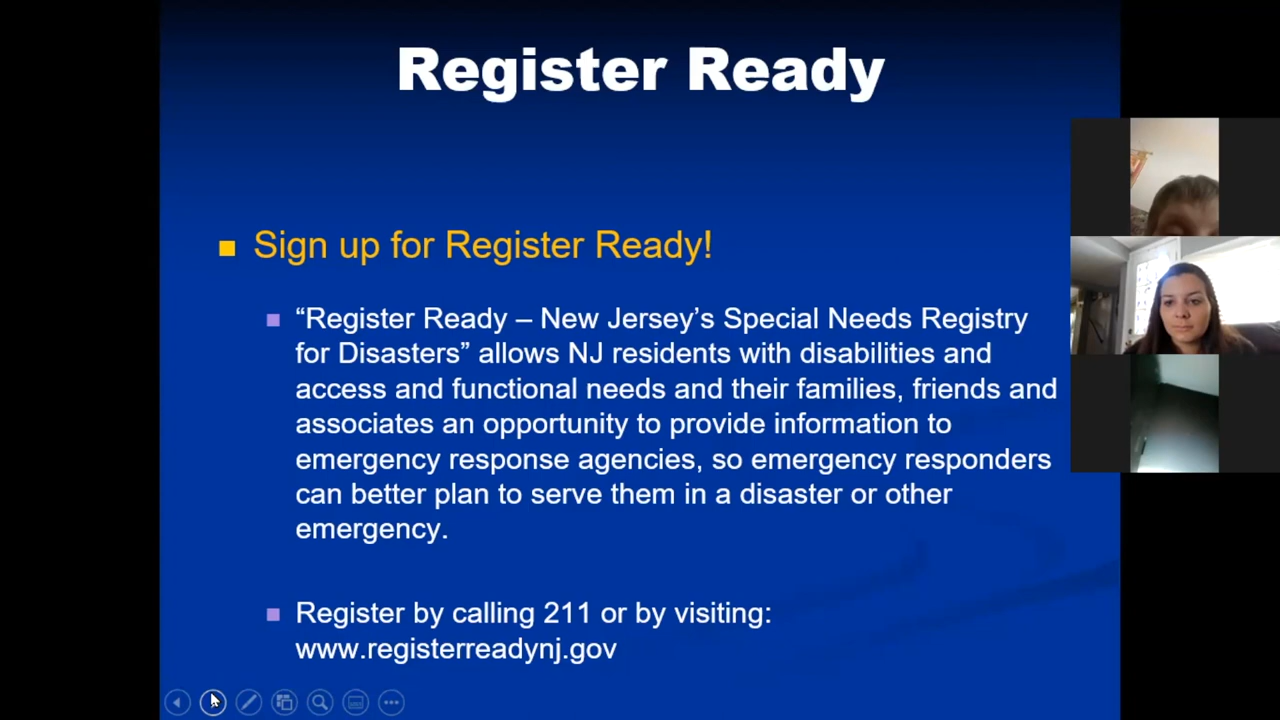 Register Ready
Sign up for Register Ready!
“Register Ready – New Jersey’s Special Needs Registry
for Disasters” allows NJ residents with disabilities and
access and functional needs and their families, friends and
associates an opportunity to provide information to
emergency response agencies, so emergency responders
can better plan to serve them in a disaster or other
emergency.
Register by calling 211 or by visiting:
www.registerreadynj.gov